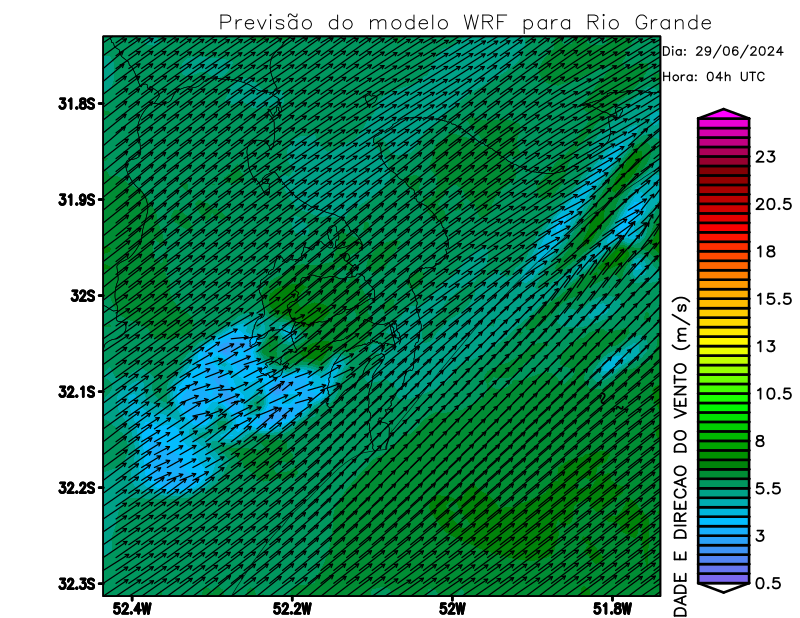 Previsão do modelo WRF para Rio Grande
Dia: 29/06/2024
Hora: 04h UTC
31.8S
31.9S
32S
32.1S
32.2S
32.3S
52.4W
52.2W
52W
51.8W
23
20.5
18
15.5
13
10.5
8
5.5
3
0.5
DADE E DIRECAO DO VENTO (m/s)